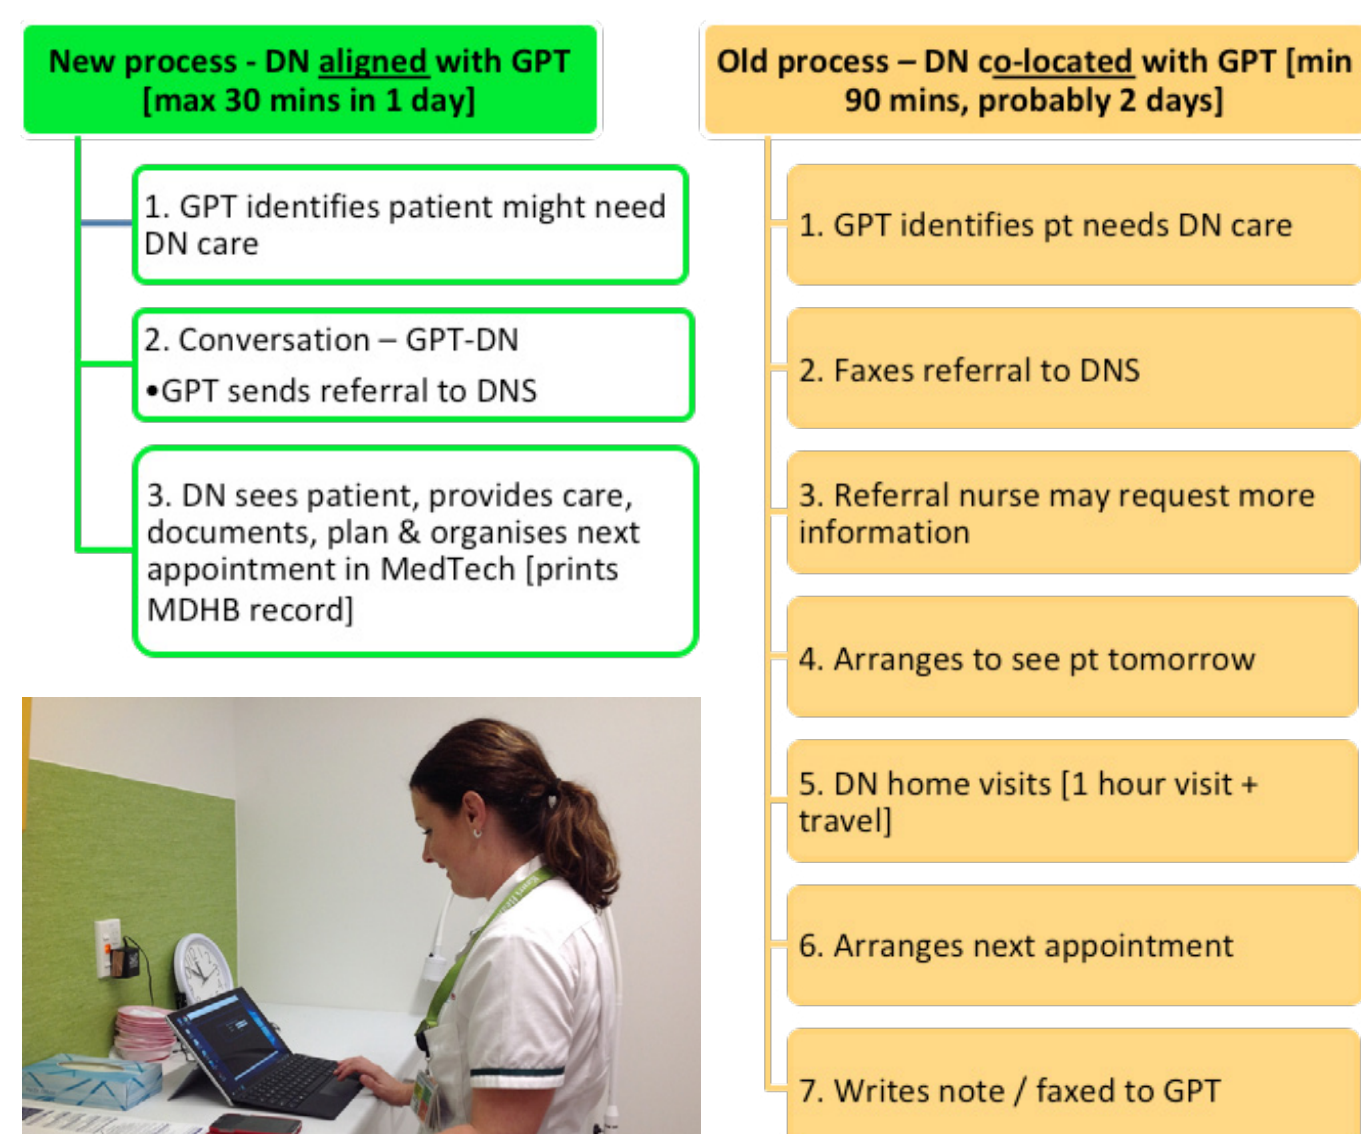 New process - DN aligned with GPT
[max 30 mins in 1 day]
1. GPT identifies patient might need
DN care
2. Conversation – GPT-DN
•GPT sends referral to DNS
3. DN sees patient, provides care,
documents, plan & organises next
appointment in MedTech [prints
MDHB record]
Old process – DN co-located with GPT [min
90 mins, probably 2 days]
1. GPT identifies pt needs DN care
2. Faxes referral to DNS
3. Referral nurse may request more
information
4. Arranges to see pt tomorrow
5. DN home visits [1 hour visit +
travel]
6. Arranges next appointment
7. Writes note / faxed to GPT